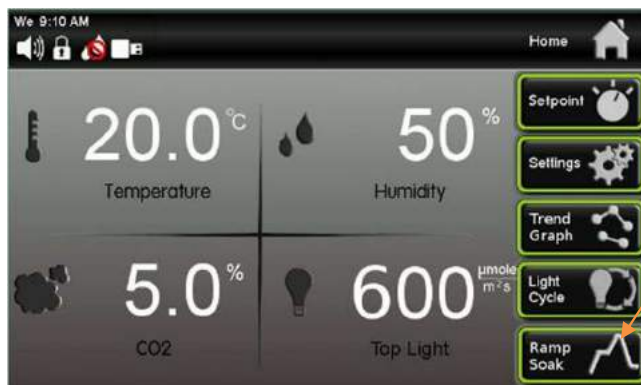 We 9:10 AM
Home
20.0 °C
Temperature
50 %
Humidity
5.0 %
CO2
600 µmole
m²s
Top Light
Setpoint
Settings
Trend
Graph
Light
Cycle
Ramp
Soak